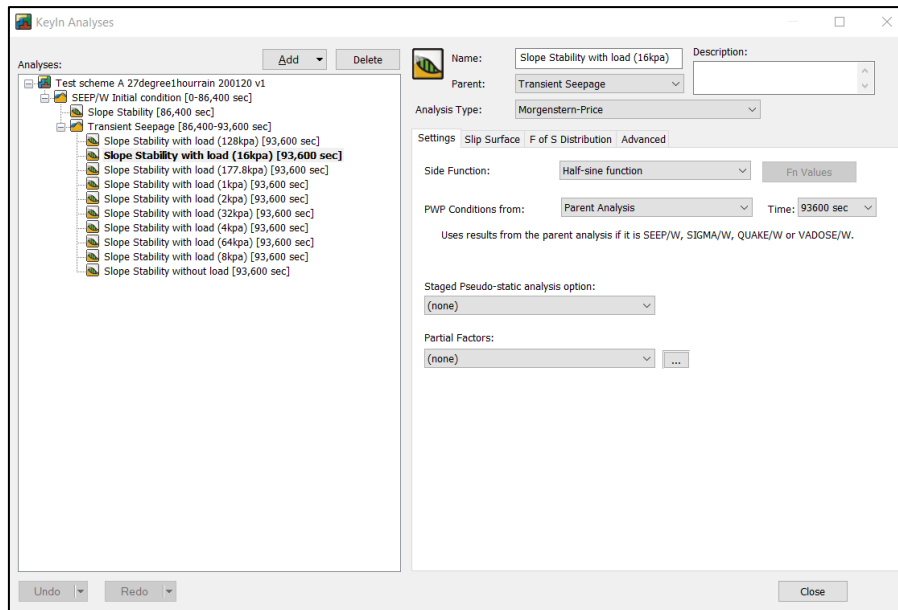 KeyIn Analyses
Analyses:
Add
Delete
Test scheme A 27degree1hourrain 200120 v1
SEEP/W Initial condition [0-86,400 sec]
Slope Stability [86,400 sec]
Transient Seepage [86,400-93,600 sec]
Slope Stability with load (128kpa) [93,600 sec]
Slope Stability with load (16kpa) [93,600 sec]
Slope Stability with load (177.8kpa) [93,600 sec]
Slope Stability with load (1kpa) [93,600 sec]
Slope Stability with load (2kpa) [93,600 sec]
Slope Stability with load (32kpa) [93,600 sec]
Slope Stability with load (4kpa) [93,600 sec]
Slope Stability with load (64kpa) [93,600 sec]
Slope Stability with load (8kpa) [93,600 sec]
Slope Stability without load [93,600 sec]
Undo
Redo
Name: Slope Stability with load (16kpa)
Description:
Parent: Transient Seepage
Analysis Type: Morgenstern-Price
Settings Slip Surface F of S Distribution Advanced
Side Function: Half-sine function Fn Values
PWP Conditions from: Parent Analysis Time: 93600 sec
Uses results from the parent analysis if it is SEEP/W, SIGMA/W, QUAKE/W or VADOSE/W.
Staged Pseudo-static analysis option:
(none)
Partial Factors:
(none) ...
Close